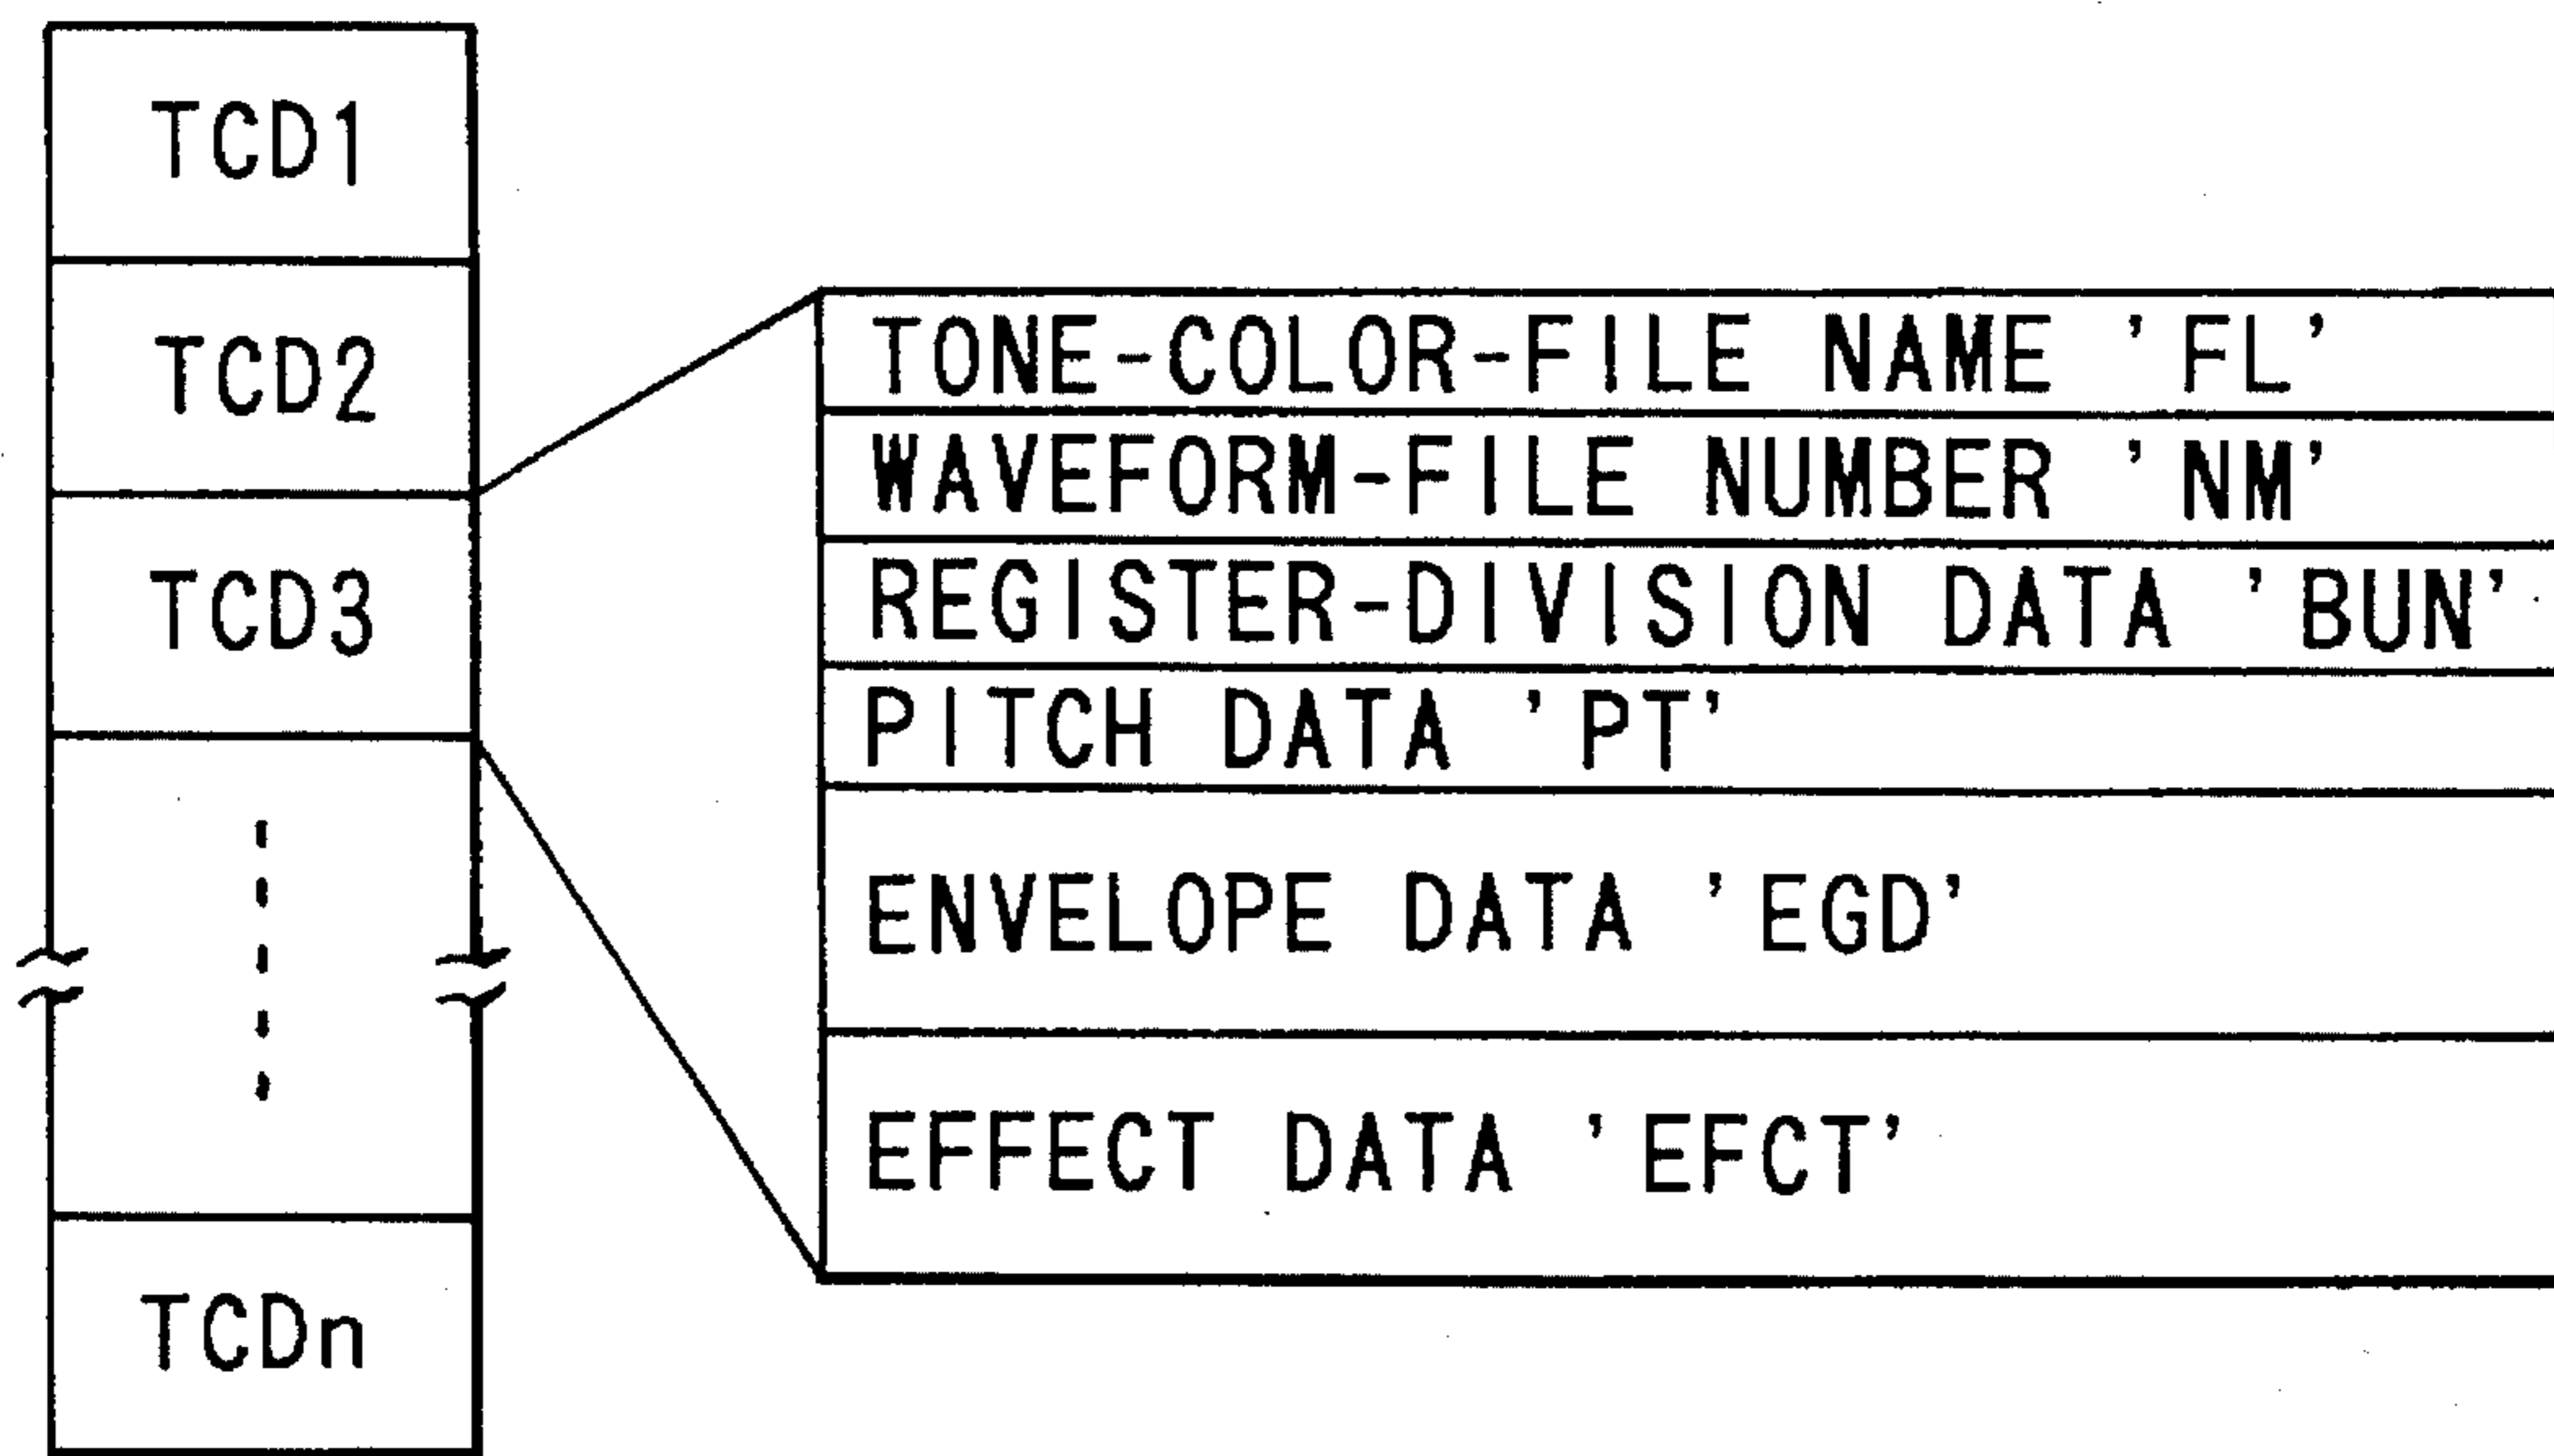 TCD1
TCD2
TCD3
TCDn
TONE-COLOR-FILE NAME 'FL'
WAVEFORM-FILE NUMBER 'NM'
REGISTER-DIVISION DATA 'BUN'
PITCH DATA 'PT'
ENVELOPE DATA 'EGD'
EFFECT DATA 'EFCT'